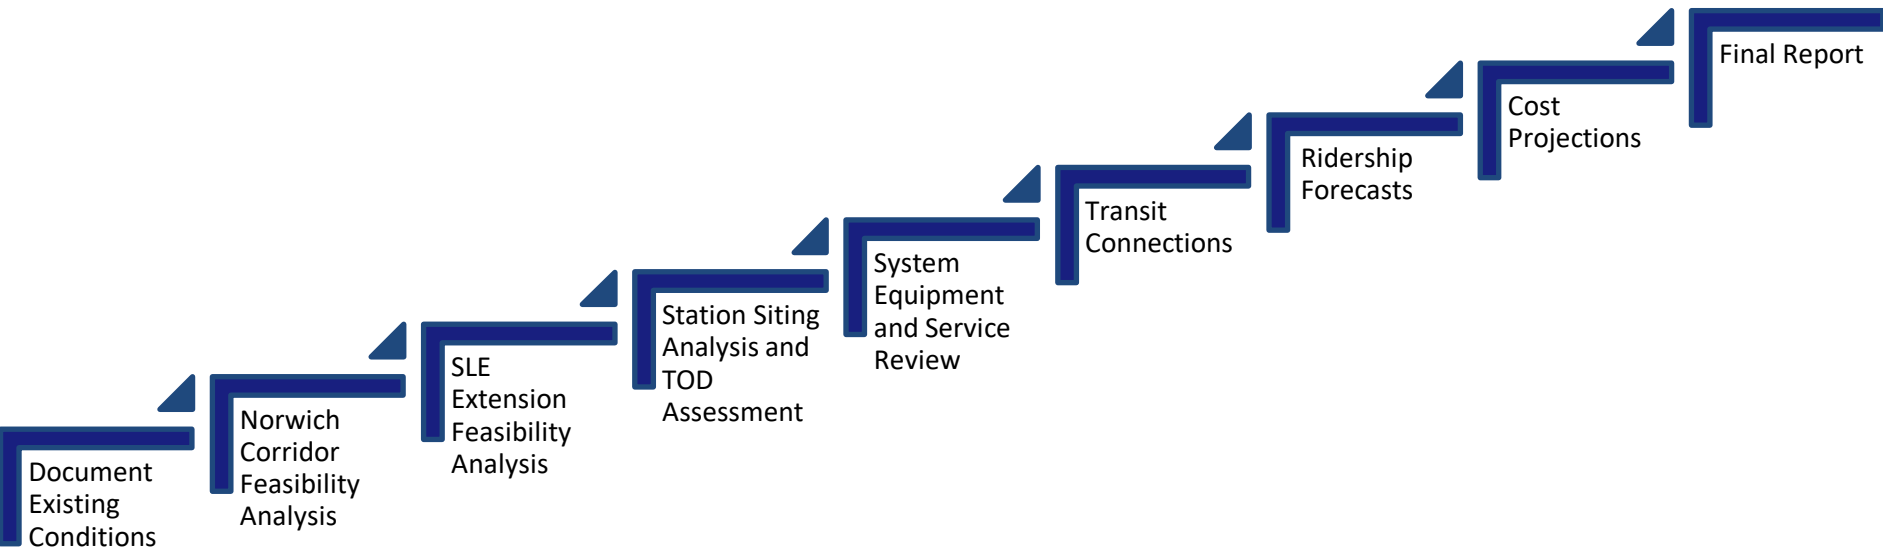 Document
Existing
Conditions
Norwich
Corridor
Feasibility
Analysis
SLE
Extension
Feasibility
Analysis
Station Siting
Analysis and
TOD
Assessment
System
Equipment
and Service
Review
Transit
Connections
Ridership
Forecasts
Cost
Projections
Final Report